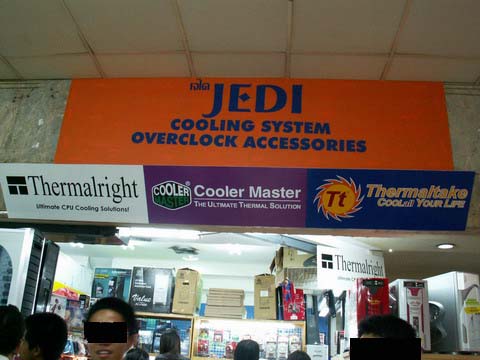 JEDI
COOLING SYSTEM
OVERCLOCK ACCESSORIES
Thermalright
Ultimate CPU Cooling Solutions!
COOLER MASTER
Cooler Master
THE ULTIMATE THERMAL SOLUTION
Tt
Thermaltake
COOL all YOUR LIFE
Thermalright
Value